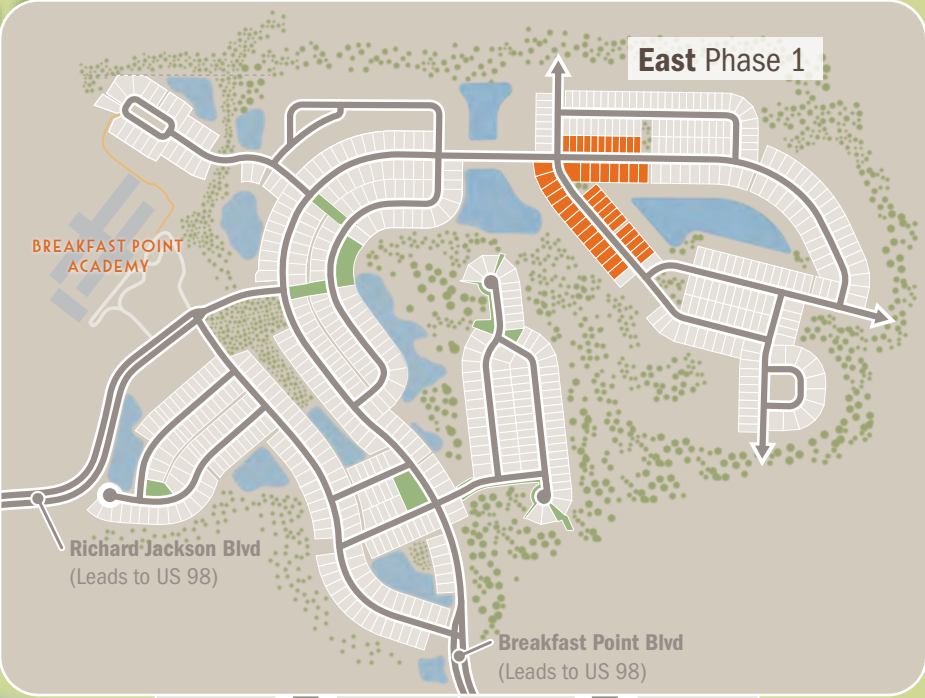 East Phase 1
BREAKFAST POINT
ACADEMY
Richard Jackson Blvd
(Leads to US 98)
Breakfast Point Blvd
(Leads to US 98)